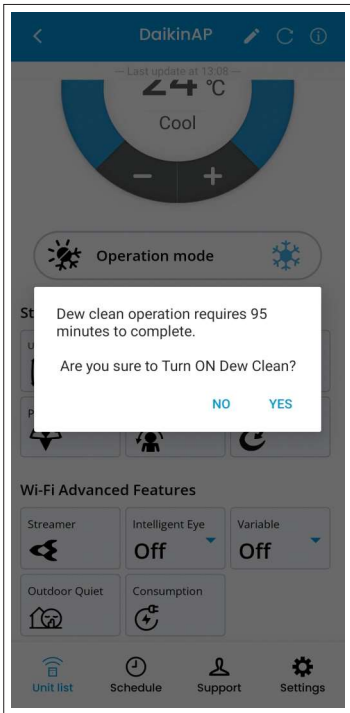 DaikinAP
Last update at 13:08
24 °C
Cool
Operation mode
St
Dew clean operation requires 95
minutes to complete.
Are you sure to Turn ON Dew Clean?
NO YES
P
Wi-Fi Advanced Features
Streamer Intelligent Eye Variable
Off Off
Outdoor Quiet Consumption
Unit list Schedule Support Settings